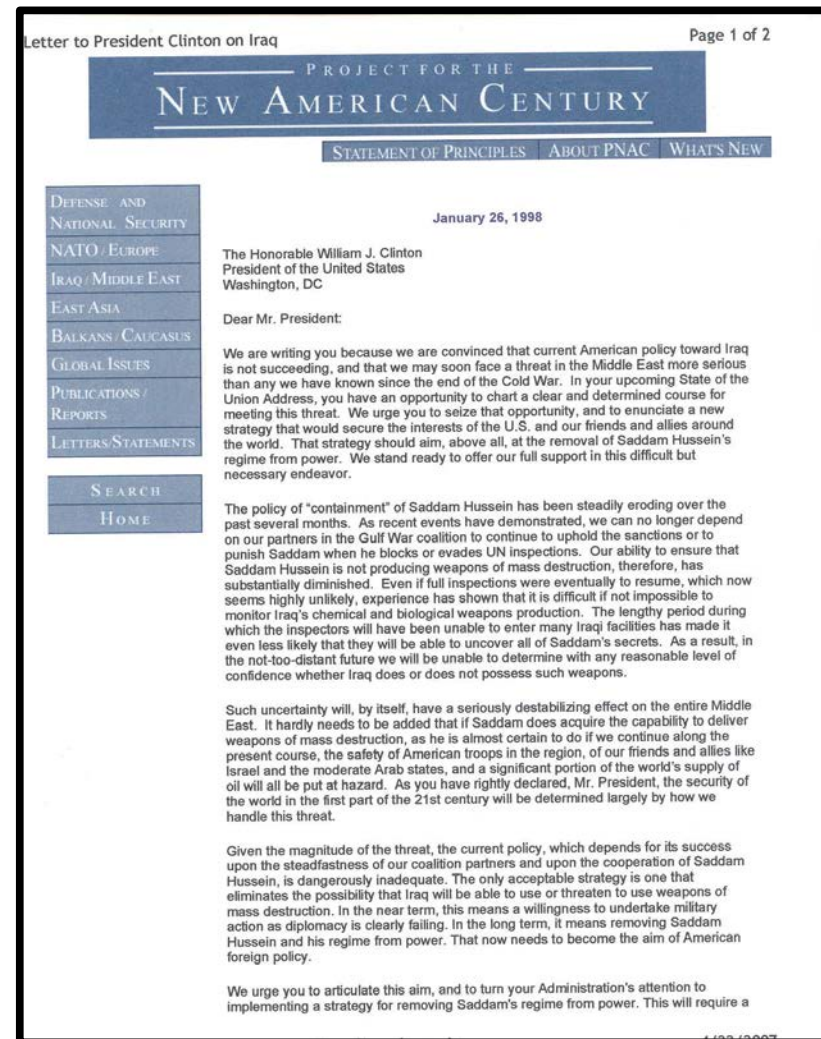 Letter to President Clinton on Iraq
Page 1 of 2
PROJECT FOR THE
NEW AMERICAN CENTURY
STATEMENT OF PRINCIPLES
ABOUT PNAC
WHAT'S NEW
DEFENSE AND
NATIONAL SECURITY
NATO / EUROPE
IRAQ / MIDDLE EAST
EAST ASIA
BALKANS / CAUCASUS
GLOBAL ISSUES
PUBLICATIONS /
REPORTS
LETTERS/STATEMENTS
SEARCH
HOME
January 26, 1998
The Honorable William J. Clinton
President of the United States
Washington, DC
Dear Mr. President:
We are writing you because we are convinced that current American policy toward Iraq
is not succeeding, and that we may soon face a threat in the Middle East more serious
than any we have known since the end of the Cold War. In your upcoming State of the
Union Address, you have an opportunity to chart a clear and determined course for
meeting this threat. We urge you to seize that opportunity, and to enunciate a new
strategy that would secure the interests of the U.S. and our friends and allies around
the world. That strategy should aim, above all, at the removal of Saddam Hussein's
regime from power. We stand ready to offer our full support in this difficult but
necessary endeavor.
The policy of "containment" of Saddam Hussein has been steadily eroding over the
past several months. As recent events have demonstrated, we can no longer depend
on our partners in the Gulf War coalition to continue to uphold the sanctions or to
punish Saddam when he blocks or evades UN inspections. Our ability to ensure that
Saddam Hussein is not producing weapons of mass destruction, therefore, has
substantially diminished. Even if full inspections were eventually to resume, which now
seems highly unlikely, experience has shown that it is difficult if not impossible to
monitor Iraq's chemical and biological weapons production. The lengthy period during
which the inspectors will have been unable to enter many Iraqi facilities has made it
even less likely that they will be able to uncover all of Saddam's secrets. As a result, in
the not-too-distant future we will be unable to determine with any reasonable level of
confidence whether Iraq does or does not possess such weapons.
Such uncertainty will, by itself, have a seriously destabilizing effect on the entire Middle
East. It hardly needs to be added that if Saddam does acquire the capability to deliver
weapons of mass destruction, as he is almost certain to do if we continue along the
present course, the safety of American troops in the region, of our friends and allies like
Israel and the moderate Arab states, and a significant portion of the world's supply of
oil will all be put at hazard. As you have rightly declared, Mr. President, the security of
the world in the first part of the 21st century will be determined largely by how we
handle this threat.
Given the magnitude of the threat, the current policy, which depends for its success
upon the steadfastness of our coalition partners and upon the cooperation of Saddam
Hussein, is dangerously inadequate. The only acceptable strategy is one that
eliminates the possibility that Iraq will be able to use or threaten to use weapons of
mass destruction. In the near term, this means a willingness to undertake military
action as diplomacy is clearly failing. In the long term, it means removing Saddam
Hussein and his regime from power. That now needs to become the aim of American
foreign policy.
We urge you to articulate this aim, and to turn your Administration's attention to
implementing a strategy for removing Saddam's regime from power. This will require a